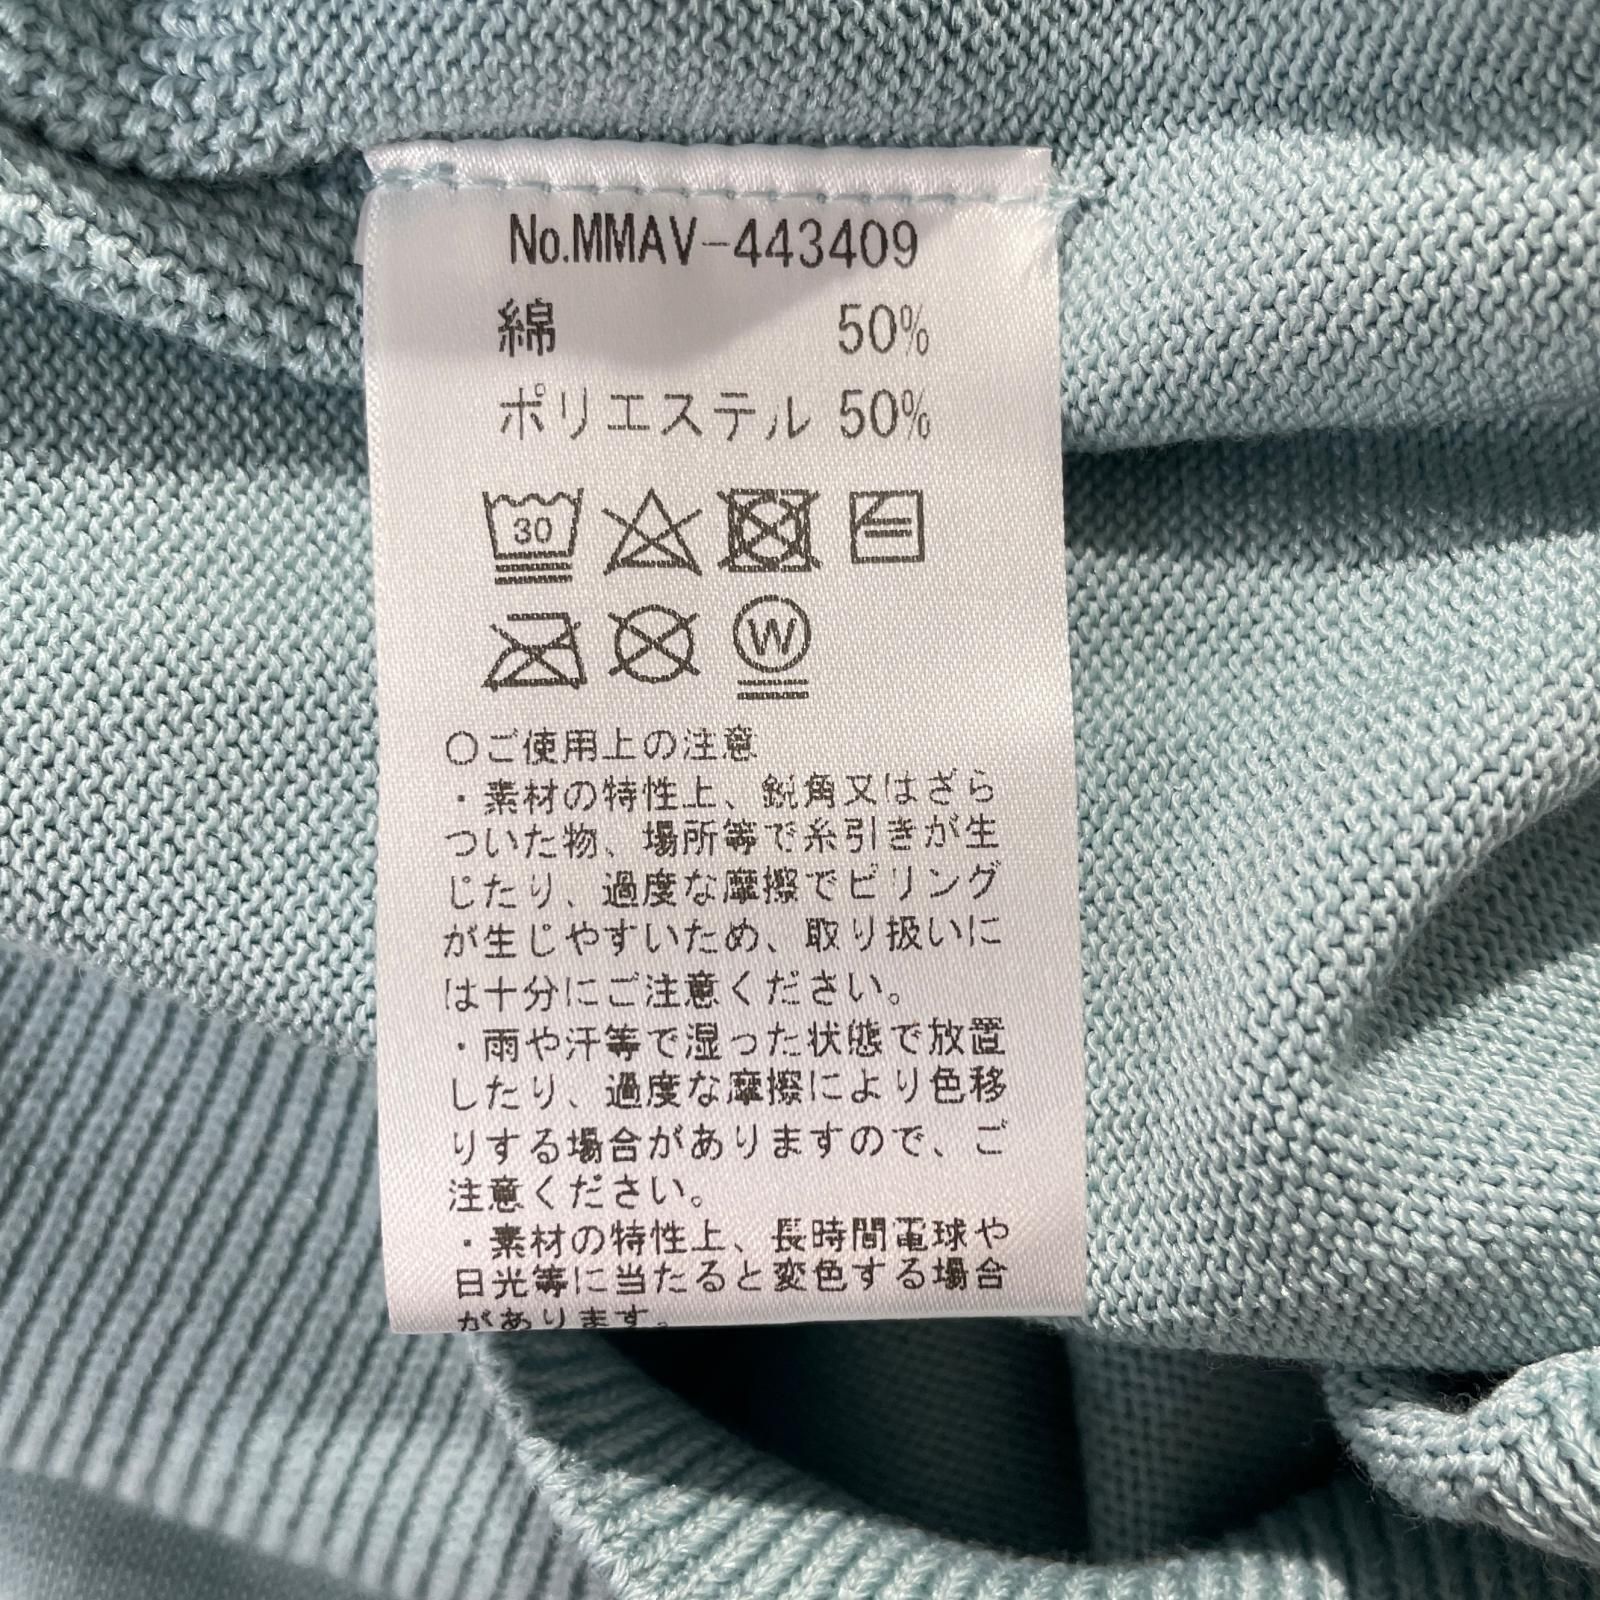 No.MMAV-443409
綿 50%
ポリエステル 50%
30
W
○ご使用上の注意
・素材の特性上、鋭角又はざら
ついた物、場所等で糸引きが生
じたり、過度な摩擦でピリング
が生じやすいため、取り扱いに
は十分にご注意ください。
・雨や汗等で湿った状態で放置
したり、過度な摩擦により色移
りする場合がありますので、ご
注意ください。
・素材の特性上、長時間電球や
日光等に当たると変色する場合
があります。